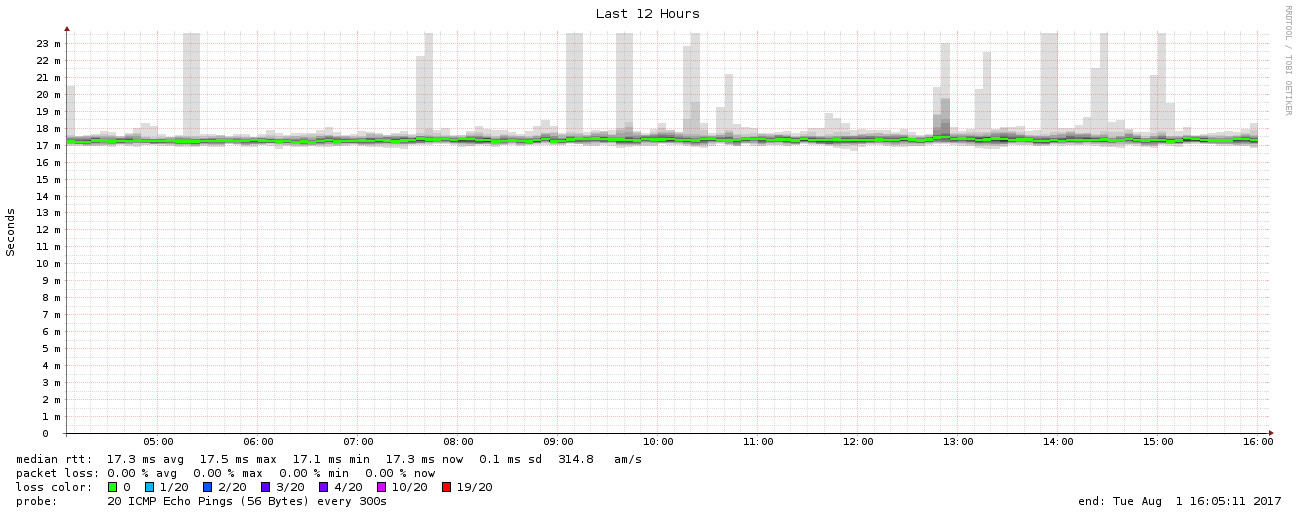 Last 12 Hours
RRDTOOL / TOBI OETIKER
Seconds
23 m
22 m
21 m
20 m
19 m
18 m
17 m
16 m
15 m
14 m
13 m
12 m
11 m
10 m
9 m
8 m
7 m
6 m
5 m
4 m
3 m
2 m
1 m
0
05:00 06:00 07:00 08:00 09:00 10:00 11:00 12:00 13:00 14:00 15:00 16:00
median rtt: 17.3 ms avg 17.5 ms max 17.1 ms min 17.3 ms now 0.1 ms sd 314.8 am/s
packet loss: 0.00 % avg 0.00 % max 0.00 % min 0.00 % now
loss color: 0 1/20 2/20 3/20 4/20 10/20 19/20
probe: 20 ICMP Echo Pings (56 Bytes) every 300s end: Tue Aug 1 16:05:11 2017